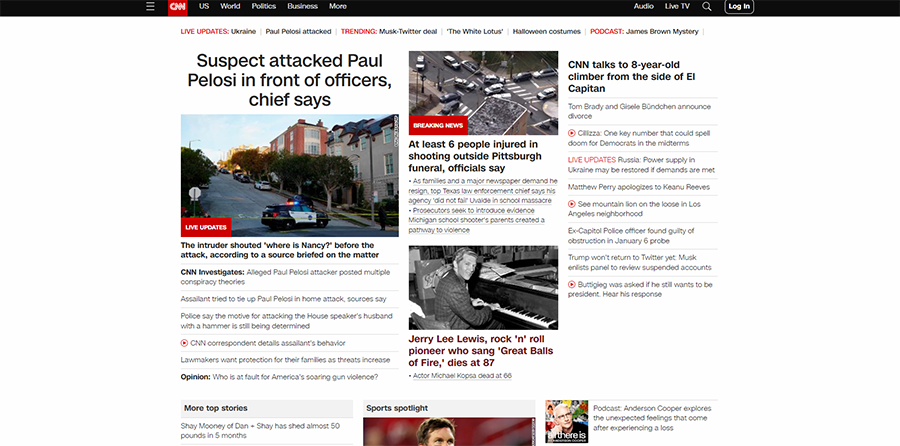 CNN US World Politics Business More Audio Live TV Log In
LIVE UPDATES: Ukraine | Paul Pelosi attacked | TRENDING: Musk-Twitter deal | 'The White Lotus' | Halloween costumes | PODCAST: James Brown Mystery |
Suspect attacked Paul
Pelosi in front of officers,
chief says
LIVE UPDATES
The intruder shouted 'where is Nancy?' before the
attack, according to a source briefed on the matter
CNN Investigates: Alleged Paul Pelosi attacker posted multiple
conspiracy theories
Assailant tried to tie up Paul Pelosi in home attack, sources say
Police say the motive for attacking the House speaker's husband
with a hammer is still being determined
CNN correspondent details assailant's behavior
Lawmakers want protection for their families as threats increase
Opinion: Who is at fault for America's soaring gun violence?
BREAKING NEWS
At least 6 people injured in
shooting outside Pittsburgh
funeral, officials say
• As families and a major newspaper demand he
resign, top Texas law enforcement chief says his
agency 'did not fail' Uvalde in school massacre
• Prosecutors seek to introduce evidence
Michigan school shooter's parents created a
pathway to violence
Jerry Lee Lewis, rock 'n' roll
pioneer who sang 'Great Balls
of Fire,' dies at 87
• Actor Michael Kopsa dead at 66
CNN talks to 8-year-old
climber from the side of El
Capitan
Tom Brady and Gisele Bündchen announce
divorce
Cillizza: One key number that could spell
doom for Democrats in the midterms
LIVE UPDATES Russia: Power supply in
Ukraine may be restored if demands are met
Matthew Perry apologizes to Keanu Reeves
See mountain lion on the loose in Los
Angeles neighborhood
Ex-Capitol Police officer found guilty of
obstruction in January 6 probe
Trump won't return to Twitter yet: Musk
enlists panel to review suspended accounts
Buttigieg was asked if he still wants to be
president. Hear his response
More top stories
Shay Mooney of Dan + Shay has shed almost 50
pounds in 5 months
Sports spotlight
there is
ANDERSON COOPER
Podcast: Anderson Cooper explores
the unexpected feelings that come
after experiencing a loss